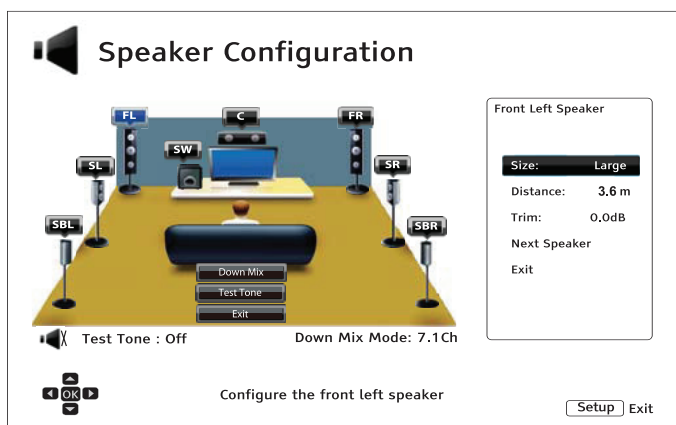 Speaker Configuration
FL
C
FR
SW
SL
SR
SBL
SBR
Down Mix
Test Tone
Exit
Test Tone : Off
Down Mix Mode: 7.1Ch
Front Left Speaker
Size: Large
Distance: 3.6 m
Trim: 0.0dB
Next Speaker
Exit
OK
Configure the front left speaker
Setup Exit